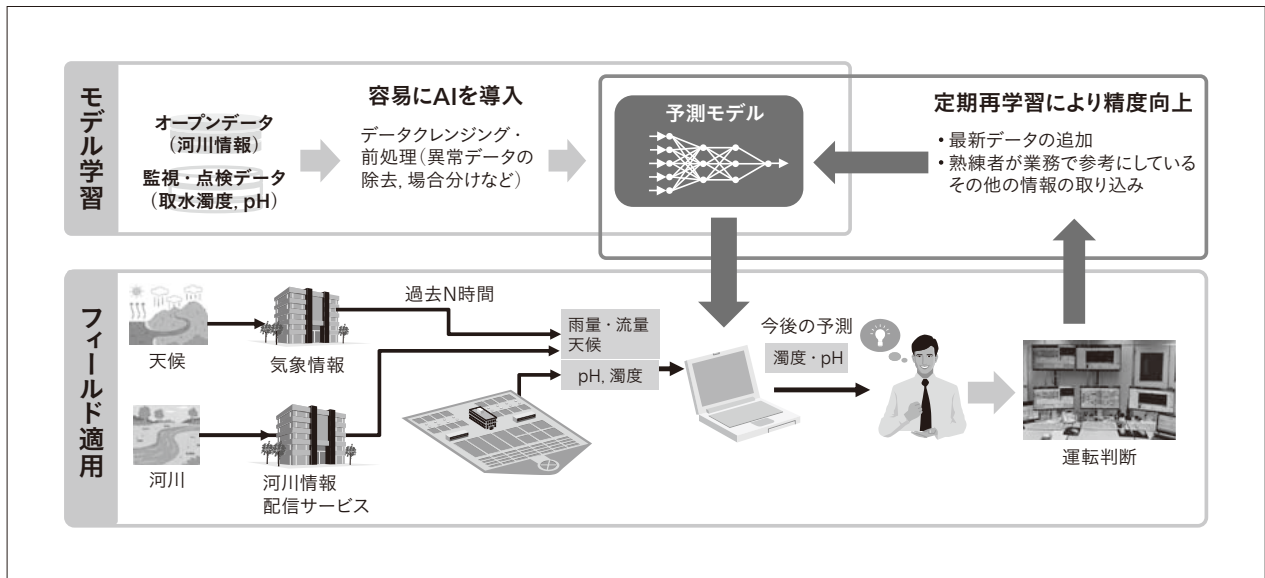 モデル学習
オープンデータ
(河川情報)
監視・点検データ
(取水濁度, pH)
容易にAIを導入
データクレンジング・
前処理(異常データの
除去, 場合分けなど)
予測モデル
定期再学習により精度向上
・最新データの追加
・熟練者が業務で参考にしている
その他の情報の取り込み
フィールド適用
天候
気象情報
過去N時間
河川
河川情報
配信サービス
雨量・流量
天候
pH, 濁度
今後の予測
濁度・pH
運転判断